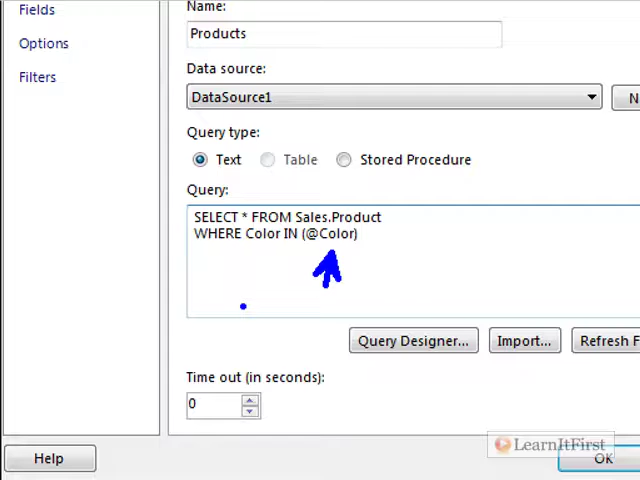 Fields
Options
Filters
Name:
Products
Data source:
DataSource1
N
Query type:
Text
Table
Stored Procedure
Query:
SELECT * FROM Sales.Product
WHERE Color IN (@Color)
Query Designer...
Import...
Refresh F
Time out (in seconds):
0
LearnItFirst
Help
OK